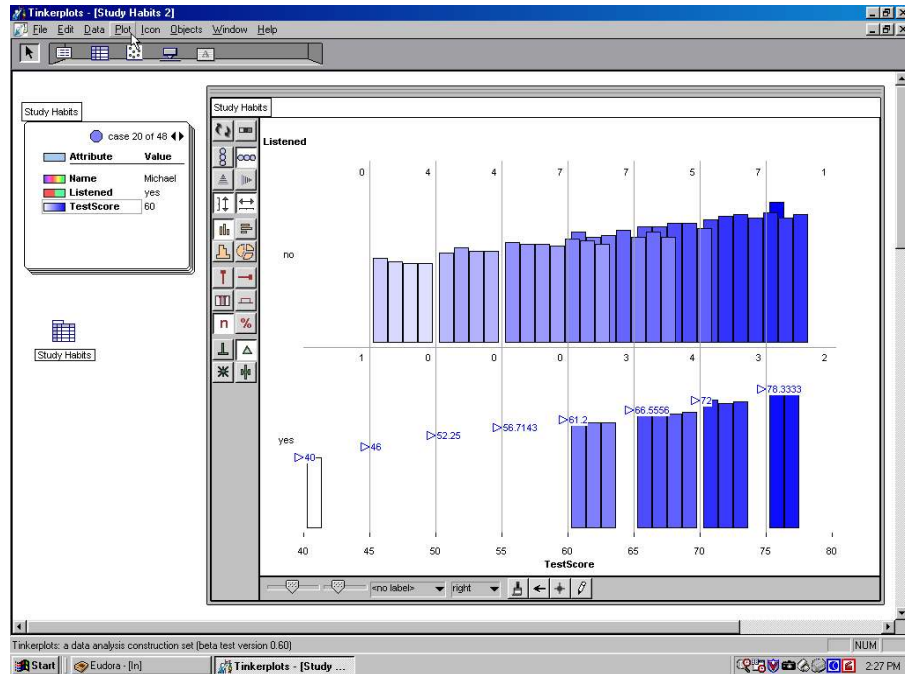 Tinkerplots - [Study Habits 2]
File Edit Data Plot Icon Objects Window Help
A
Study Habits
case 20 of 48
Attribute Value
Name Michael
Listened yes
TestScore 60
Study Habits
Study Habits
n %
Listened
0 4 4 7 7 5 7 1
no
1 0 0 0 3 4 3 2
yes
40 46 52.25 56.7143 61.2 66.5556 72 78.3333
40 45 50 55 60 65 70 75 80
TestScore
<no label> right
Tinkerplots: a data analysis construction set (beta test version 0.60) NUM
Start Eudora - [In] Tinkerplots - [Study ... 2:27 PM